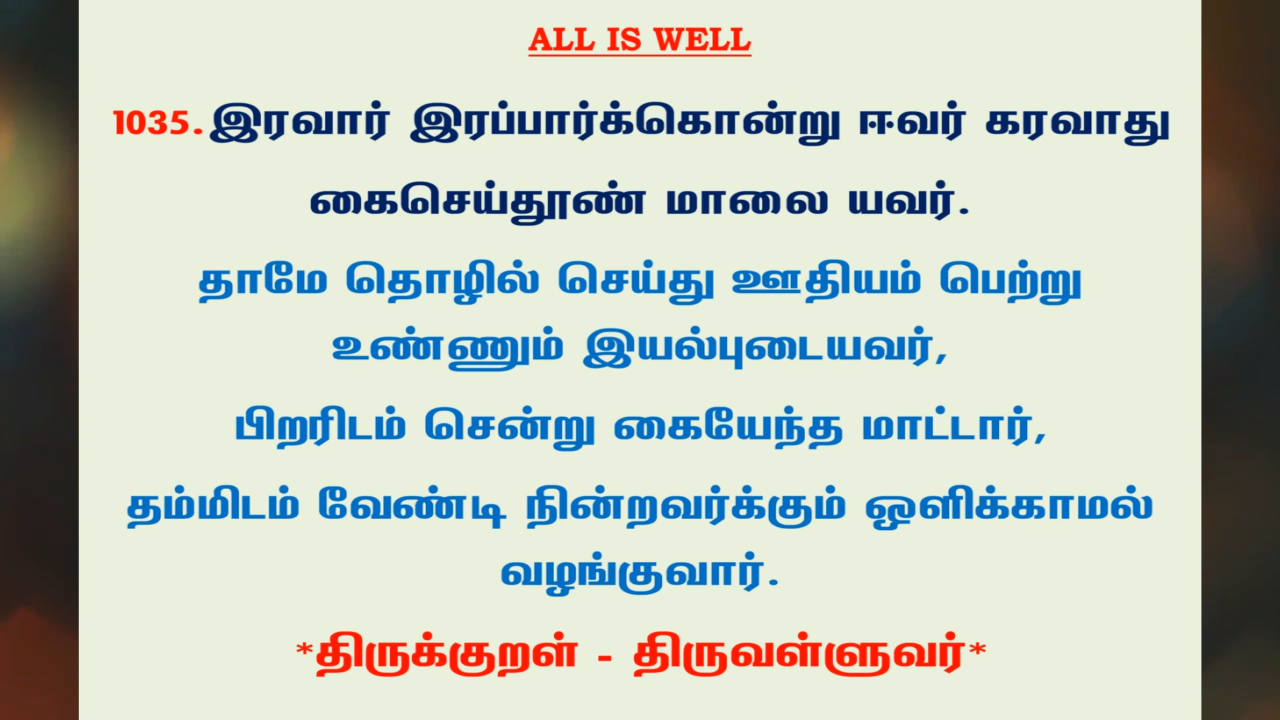 ALL IS WELL
1035. இரவார் இரப்பார்க்கொன்று ஈவர் கரவாது
கைசெய்தூண் மாலை யவர்.
தாமே தொழில் செய்து ஊதியம் பெற்று
உண்ணும் இயல்புடையவர்,
பிறரிடம் சென்று கையேந்த மாட்டார்,
தம்மிடம் வேண்டி நின்றவர்க்கும் ஒளிக்காமல்
வழங்குவார்.
*திருக்குறள் - திருவள்ளுவர்*